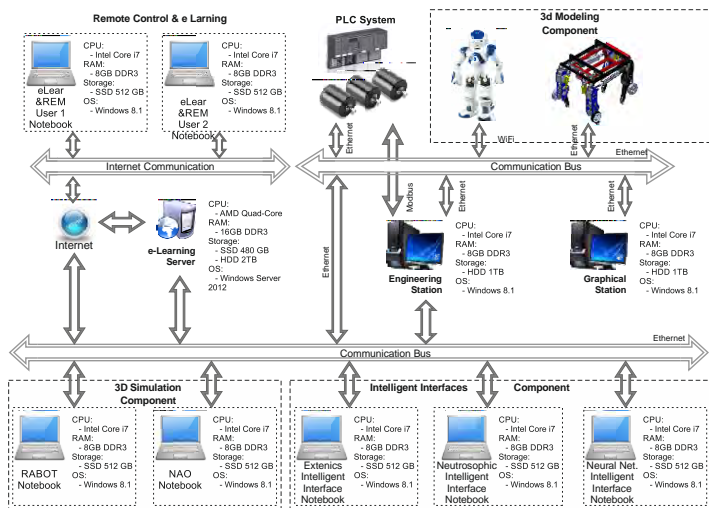 Remote Control & e Larning
PLC System
3d Modeling
Component
eLear
&REM
User 1
Notebook
CPU:
- Intel Core i7
RAM:
- 8GB DDR3
Storage:
- SSD 512 GB
OS:
- Windows 8.1
eLear
&REM
User 2
Notebook
CPU:
- Intel Core i7
RAM:
- 8GB DDR3
Storage:
- SSD 512 GB
OS:
- Windows 8.1
Ethernet
WiFi
Ethernet
Ethernet
Internet Communication
Communication Bus
Internet
e-Learning
Server
CPU:
- AMD Quad-Core
RAM:
- 16GB DDR3
Storage:
- SSD 480 GB
- HDD 2TB
OS:
- Windows Server
2012
Ethernet
Modbus
Ethernet
Ethernet
Engineering
Station
CPU:
- Intel Core i7
RAM:
- 8GB DDR3
Storage:
- HDD 1TB
OS:
- Windows 8.1
Graphical
Station
CPU:
- Intel Core i7
RAM:
- 8GB DDR3
Storage:
- HDD 1TB
OS:
- Windows 8.1
Ethernet
Communication Bus
3D Simulation
Component
Intelligent Interfaces Component
RABOT
Notebook
CPU:
- Intel Core i7
RAM:
- 8GB DDR3
Storage:
- SSD 512 GB
OS:
- Windows 8.1
NAO
Notebook
CPU:
- Intel Core i7
RAM:
- 8GB DDR3
Storage:
- SSD 512 GB
OS:
- Windows 8.1
Extenics
Intelligent
Interface
Notebook
CPU:
- Intel Core i7
RAM:
- 8GB DDR3
Storage:
- SSD 512 GB
OS:
- Windows 8.1
Neutrosophic
Intelligent
Interface
Notebook
CPU:
- Intel Core i7
RAM:
- 8GB DDR3
Storage:
- SSD 512 GB
OS:
- Windows 8.1
Neural Net.
Intelligent
Interface
Notebook
CPU:
- Intel Core i7
RAM:
- 8GB DDR3
Storage:
- SSD 512 GB
OS:
- Windows 8.1